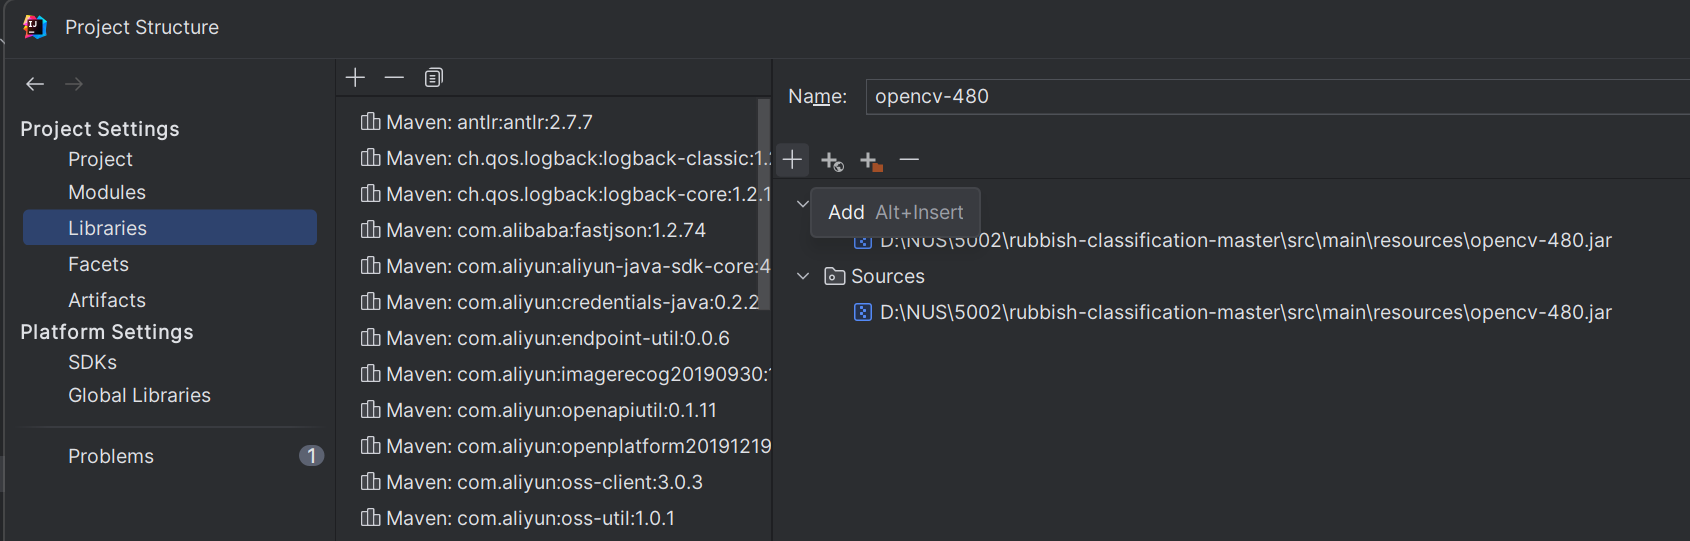 Project Structure
Project Settings
Project
Modules
Libraries
Facets
Artifacts
Platform Settings
SDKs
Global Libraries
Problems 1
Maven: antlr:antlr:2.7.7
Maven: ch.qos.logback:logback-classic:1.2
Maven: ch.qos.logback:logback-core:1.2.1
Maven: com.alibaba:fastjson:1.2.74
Maven: com.aliyun:aliyun-java-sdk-core:4
Maven: com.aliyun:credentials-java:0.2.2
Maven: com.aliyun:endpoint-util:0.0.6
Maven: com.aliyun:imagerecog20190930:1
Maven: com.aliyun:openapiutil:0.1.11
Maven: com.aliyun:openplatform20191219
Maven: com.aliyun:oss-client:3.0.3
Maven: com.aliyun:oss-util:1.0.1
Name: opencv-480
Add Alt+Insert
D:\NUS\5002\rubbish-classification-master\src\main\resources\opencv-480.jar
Sources
D:\NUS\5002\rubbish-classification-master\src\main\resources\opencv-480.jar